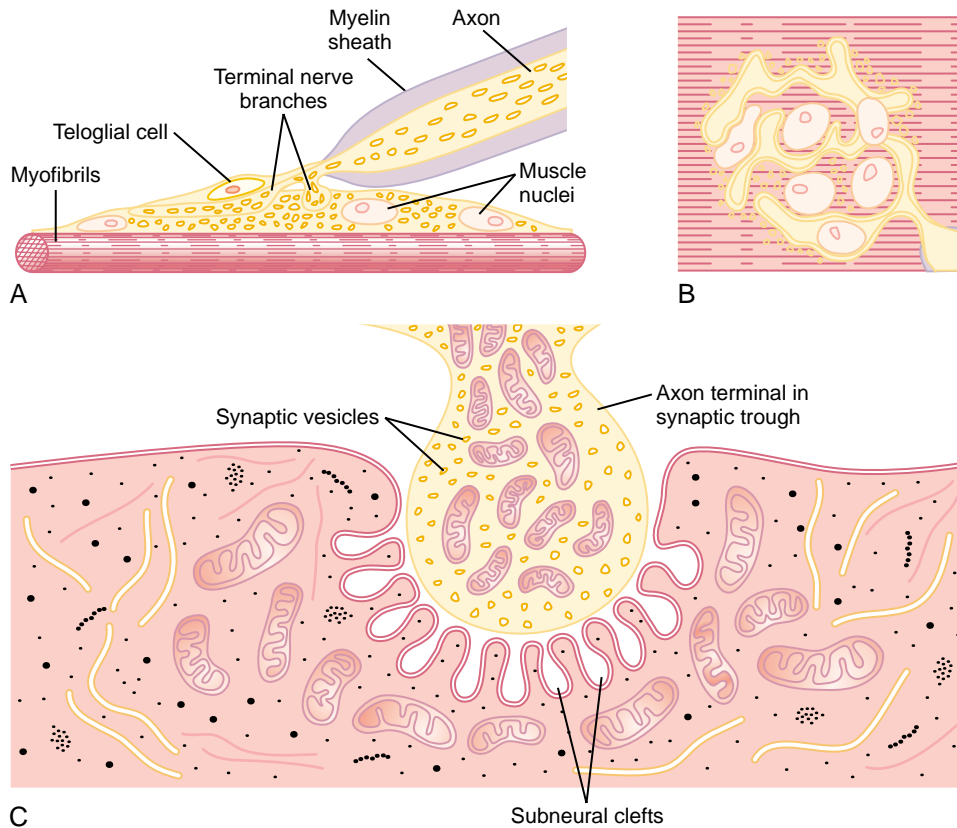 Myelin
sheath
Axon
Terminal nerve
branches
Teloglial cell
Myofibrils
Muscle
nuclei
A
B
Synaptic vesicles
Axon terminal in
synaptic trough
Subneural clefts
C